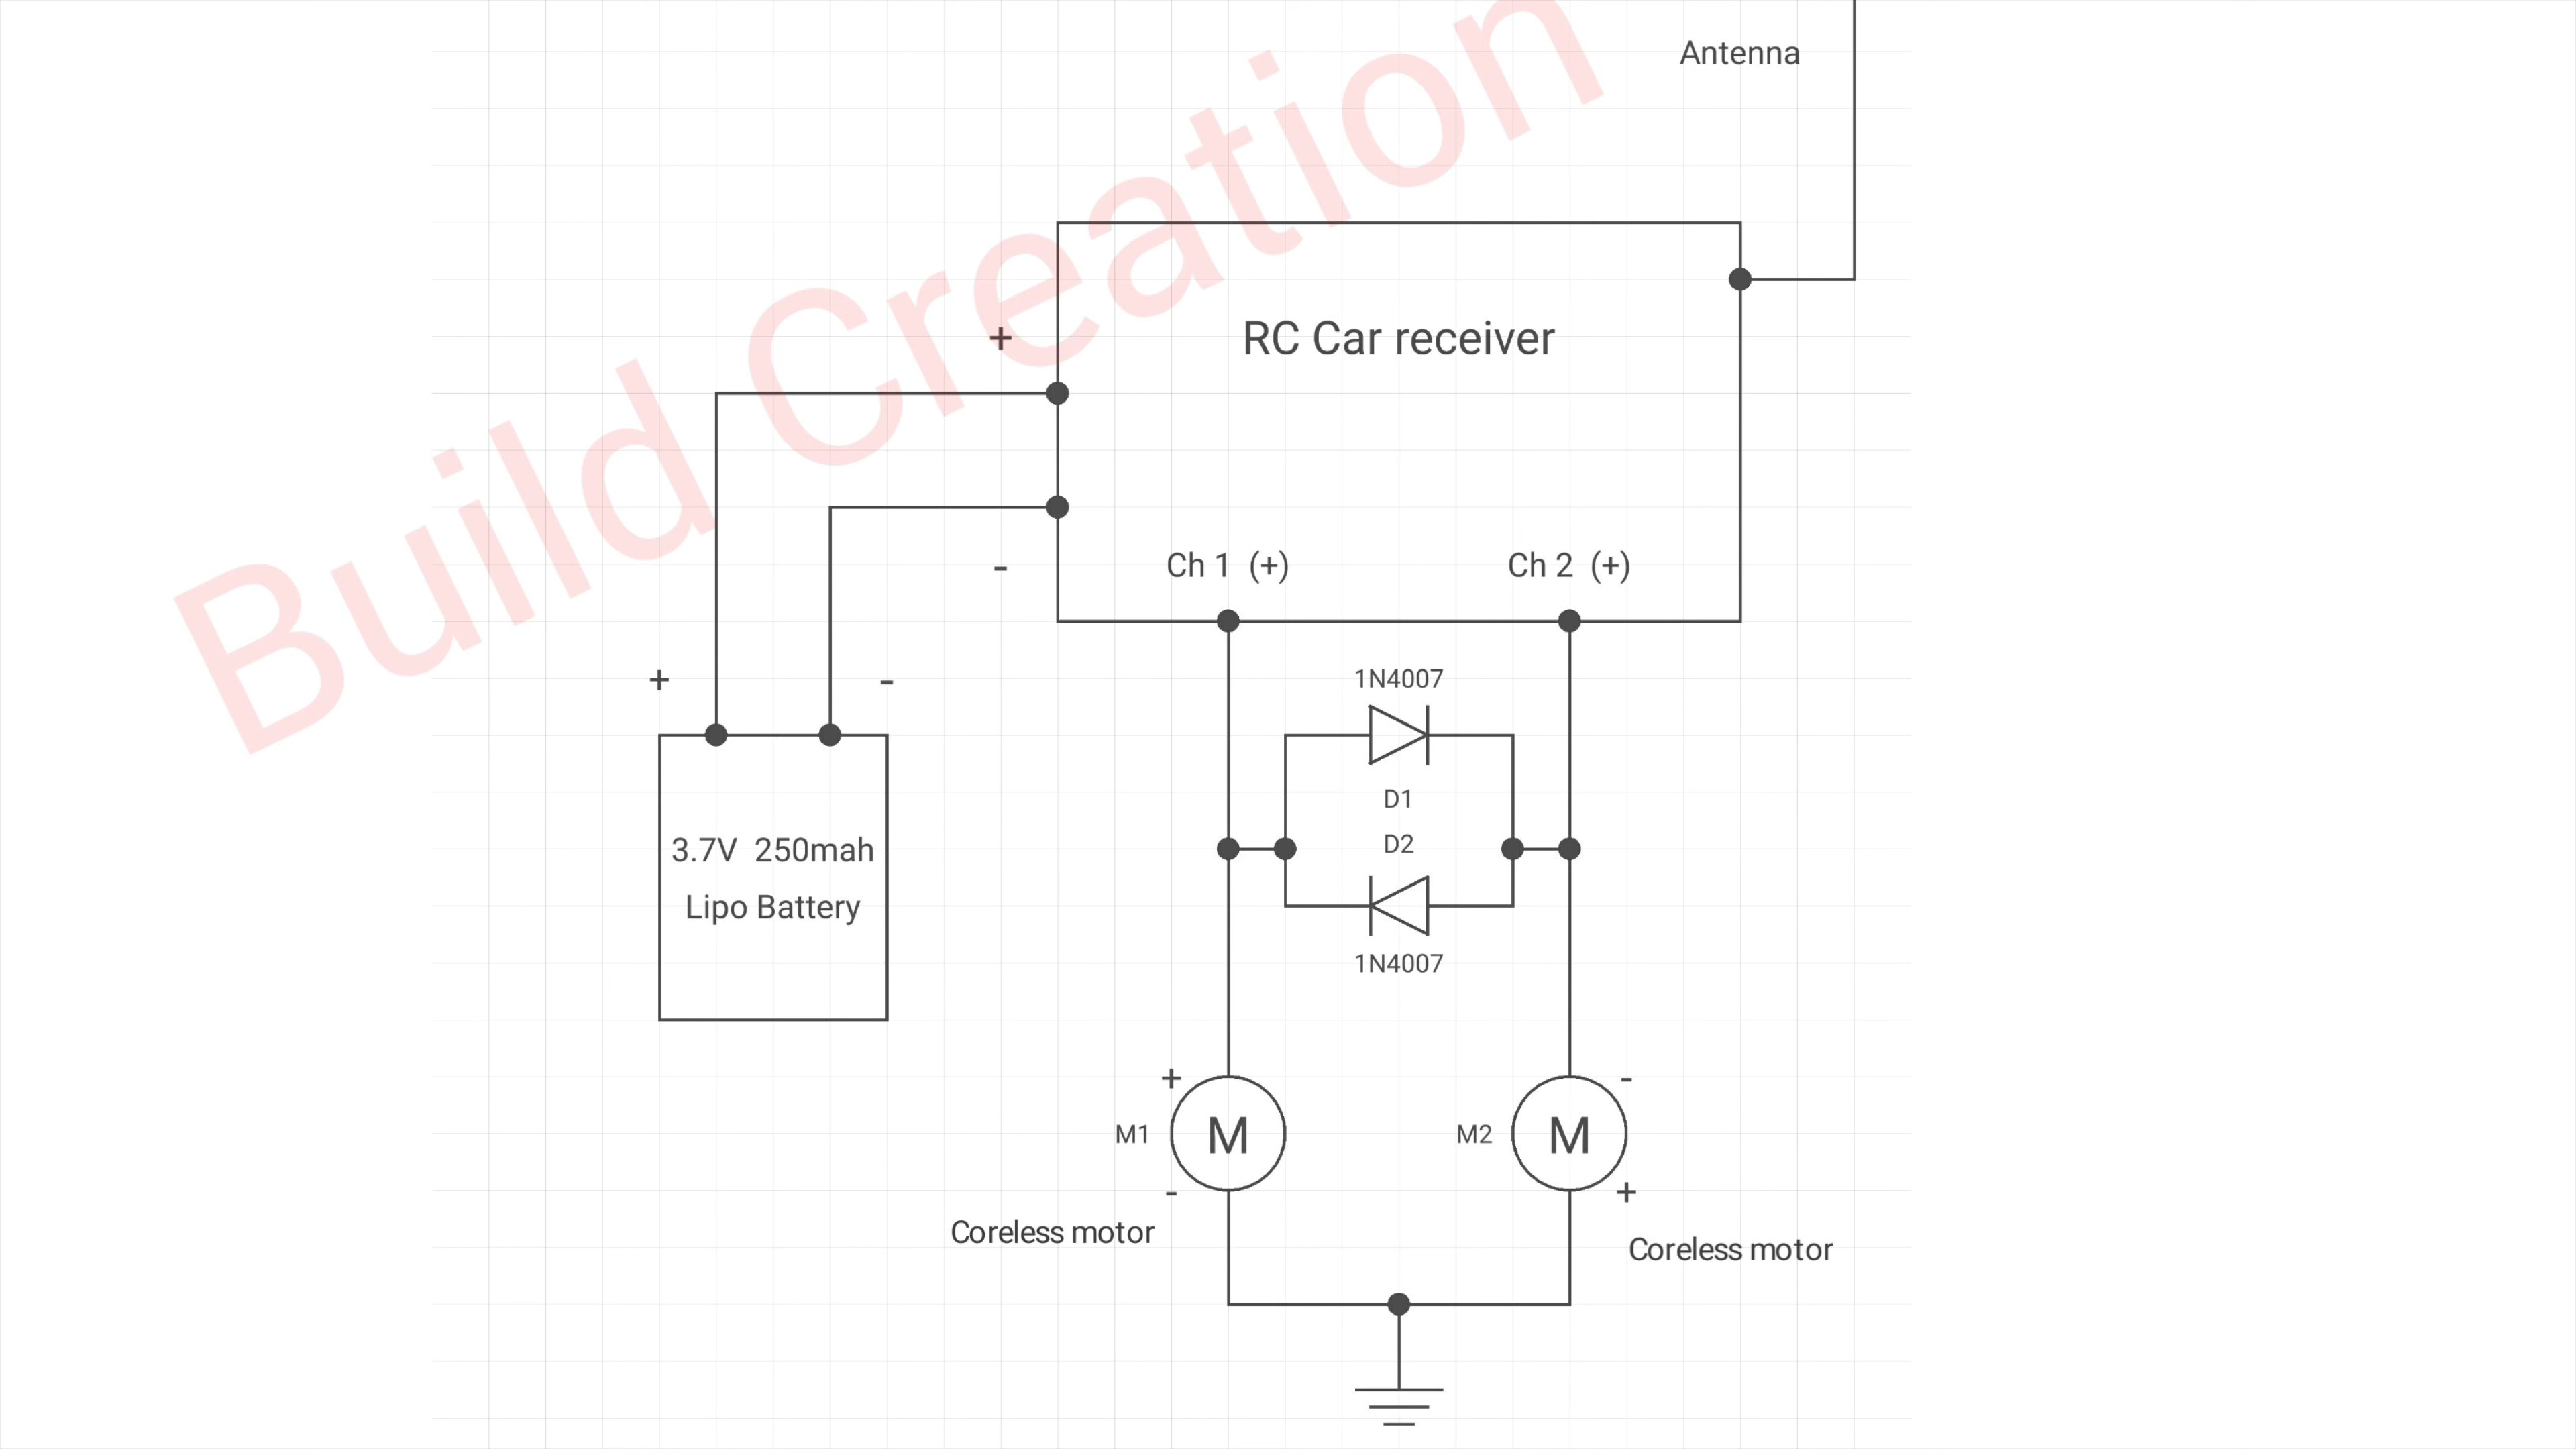 Antenna
Build Creation
RC Car receiver
+
-
Ch 1 (+)
Ch 2 (+)
+
-
1N4007
D1
D2
1N4007
3.7V 250mah
Lipo Battery
+
-
M1
M
M2
M
-
+
Coreless motor
Coreless motor